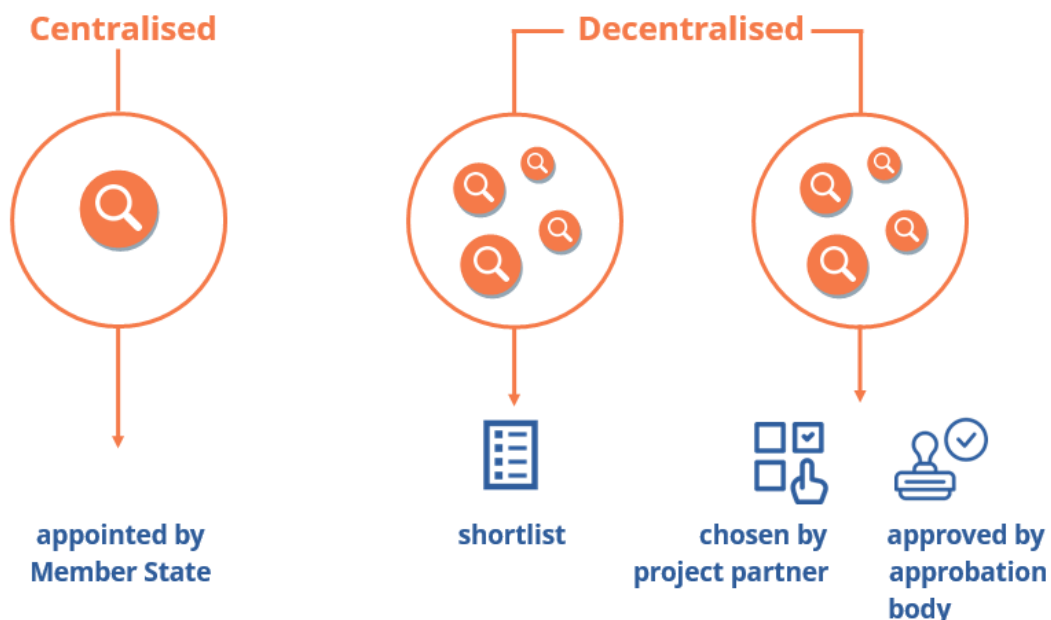 Centralised
Decentralised
appointed by
Member State
shortlist
chosen by
project partner
approved by
approbation
body